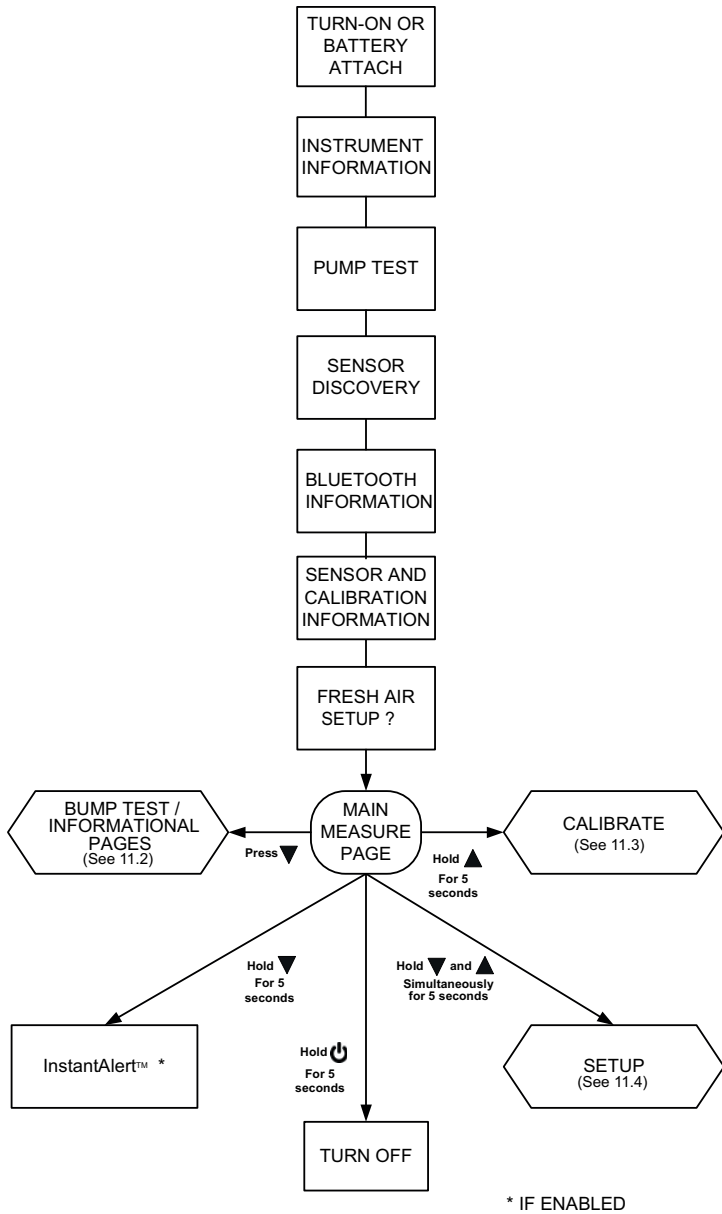 TURN-ON OR
BATTERY
ATTACH
INSTRUMENT
INFORMATION
PUMP TEST
SENSOR
DISCOVERY
BLUETOOTH
INFORMATION
SENSOR AND
CALIBRATION
INFORMATION
FRESH AIR
SETUP ?
BUMP TEST /
INFORMATIONAL
PAGES
(See 11.2)
Press ▼
MAIN
MEASURE
PAGE
Hold ▲
For 5
seconds
CALIBRATE
(See 11.3)
Hold ▼
For 5
seconds
Hold ▼ and ▲
Simultaneously
for 5 seconds
InstantAlert™ *
Hold ⏻
For 5
seconds
SETUP
(See 11.4)
TURN OFF
* IF ENABLED